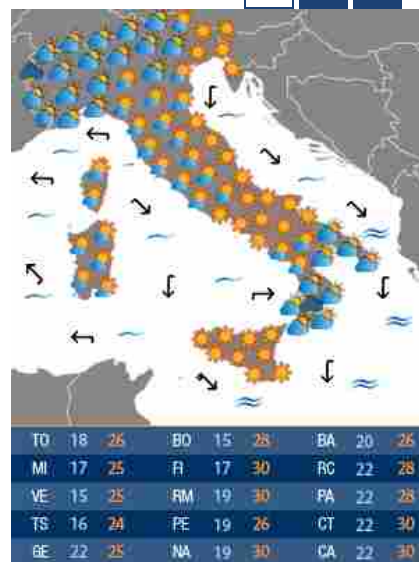 TO 18 26 BO 15 28 BA 20 26
MI 17 25 FI 17 30 RC 22 28
VE 15 25 RM 19 30 PA 22 28
TS 16 24 PE 19 26 CT 22 30
GE 22 25 NA 19 30 CA 22 30